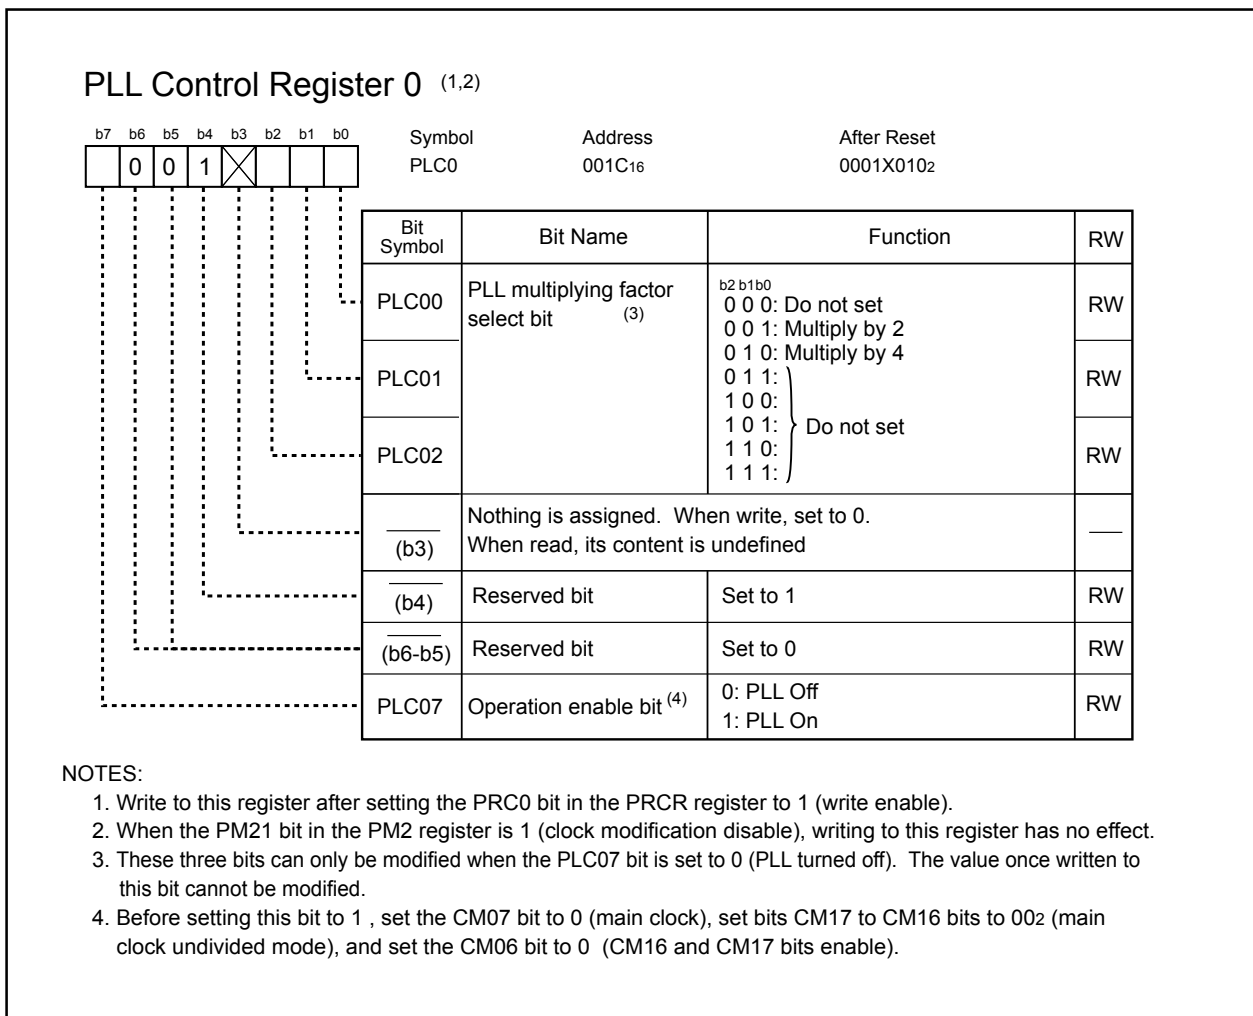 PLL Control Register 0 (1,2)
b7 b6 b5 b4 b3 b2 b1 b0
Symbol Address After Reset
0 0 1
PLC0 001C16 0001X0102
Bit Symbol Bit Name Function RW
PLC00 PLL multiplying factor select bit (3) RW
b2 b1b0
0 0 0: Do not set
0 0 1: Multiply by 2
0 1 0: Multiply by 4
PLC01 RW
0 1 1:
1 0 0:
1 0 1: Do not set
1 1 0:
1 1 1:
PLC02 RW
(b3) Nothing is assigned. When write, set to 0.
When read, its content is undefined
(b4) Reserved bit Set to 1 RW
(b6-b5) Reserved bit Set to 0 RW
PLC07 Operation enable bit (4) RW
0: PLL Off
1: PLL On
NOTES:
1. Write to this register after setting the PRC0 bit in the PRCR register to 1 (write enable).
2. When the PM21 bit in the PM2 register is 1 (clock modification disable), writing to this register has no effect.
3. These three bits can only be modified when the PLC07 bit is set to 0 (PLL turned off). The value once written to
this bit cannot be modified.
4. Before setting this bit to 1 , set the CM07 bit to 0 (main clock), set bits CM17 to CM16 bits to 002 (main
clock undivided mode), and set the CM06 bit to 0 (CM16 and CM17 bits enable).